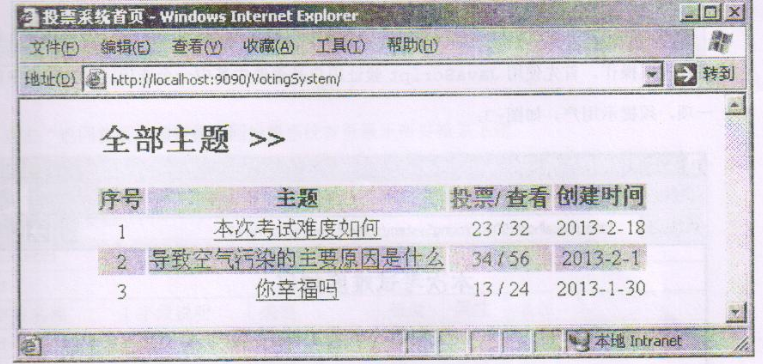 投票系统首页 - Windows Internet Explorer
文件(F) 编辑(E) 查看(V) 收藏(A) 工具(T) 帮助(H)
地址(D) http://localhost:9090/VotingSystem/ 转到
全部主题 >>
序号 主题 投票/ 查看 创建时间
1 本次考试难度如何 23 / 32 2013-2-18
2 导致空气污染的主要原因是什么 34 / 56 2013-2-1
3 你幸福吗 13 / 24 2013-1-30
本地 Intranet